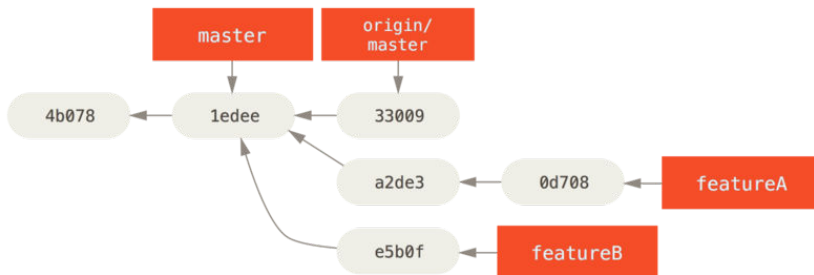 master
origin/
master
4b078
1edee
33009
a2de3
0d708
featureA
e5b0f
featureB